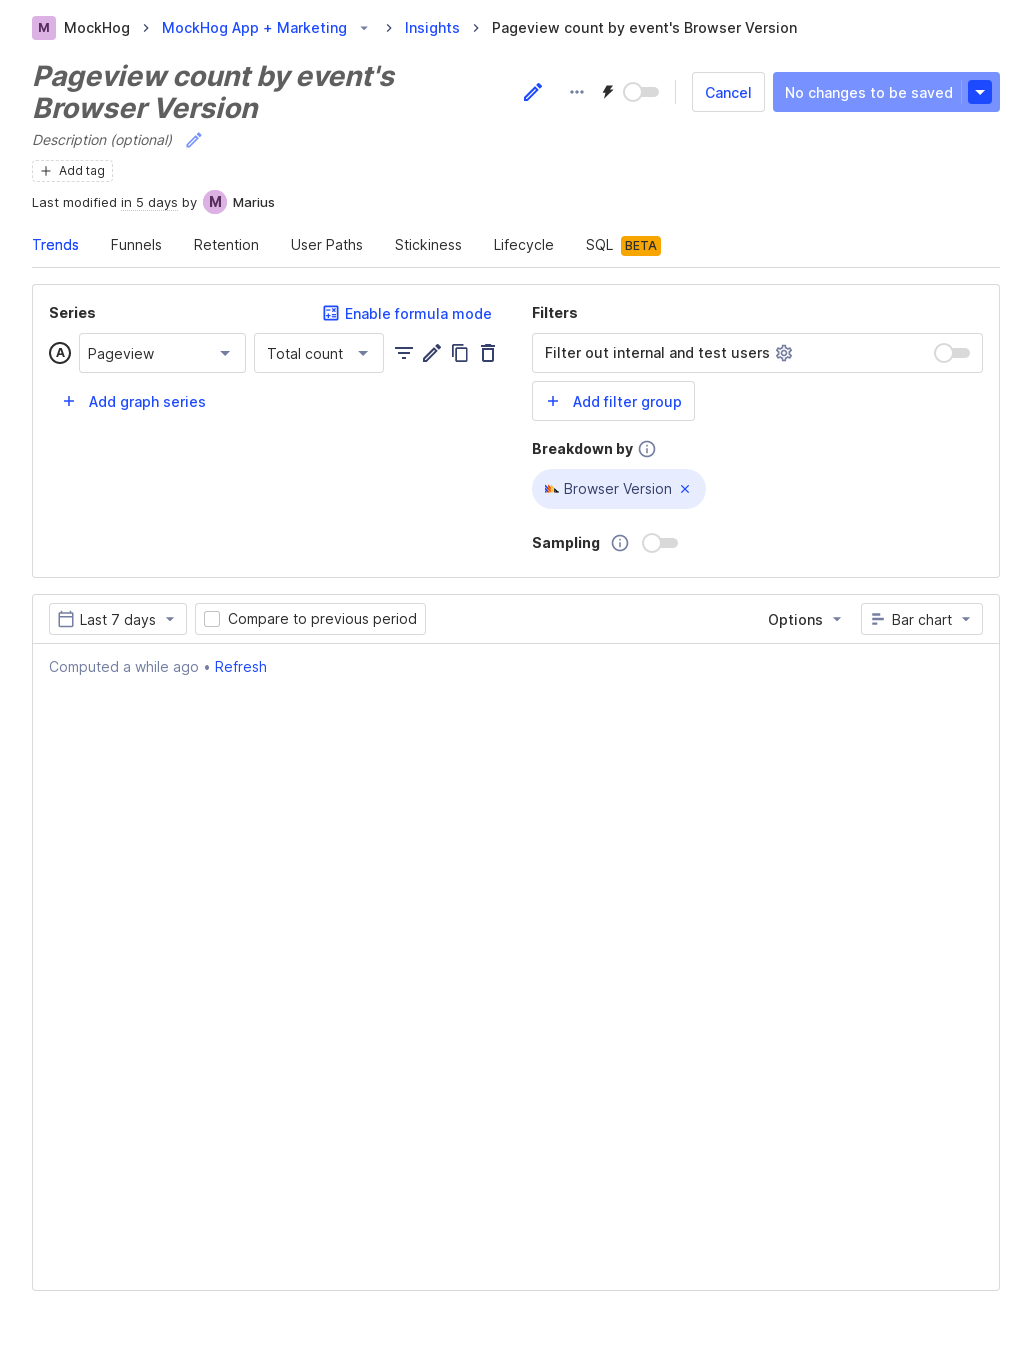 M MockHog MockHog App + Marketing Insights Pageview count by event's Browser Version
Pageview count by event's
Browser Version
Cancel No changes to be saved
Description (optional)
Add tag
Last modified in 5 days by M Marius
Trends Funnels Retention User Paths Stickiness Lifecycle SQL BETA
Series Enable formula mode
A Pageview Total count
Add graph series
Filters
Filter out internal and test users
Add filter group
Breakdown by
Browser Version
Sampling
Last 7 days Compare to previous period Options Bar chart
Computed a while ago • Refresh